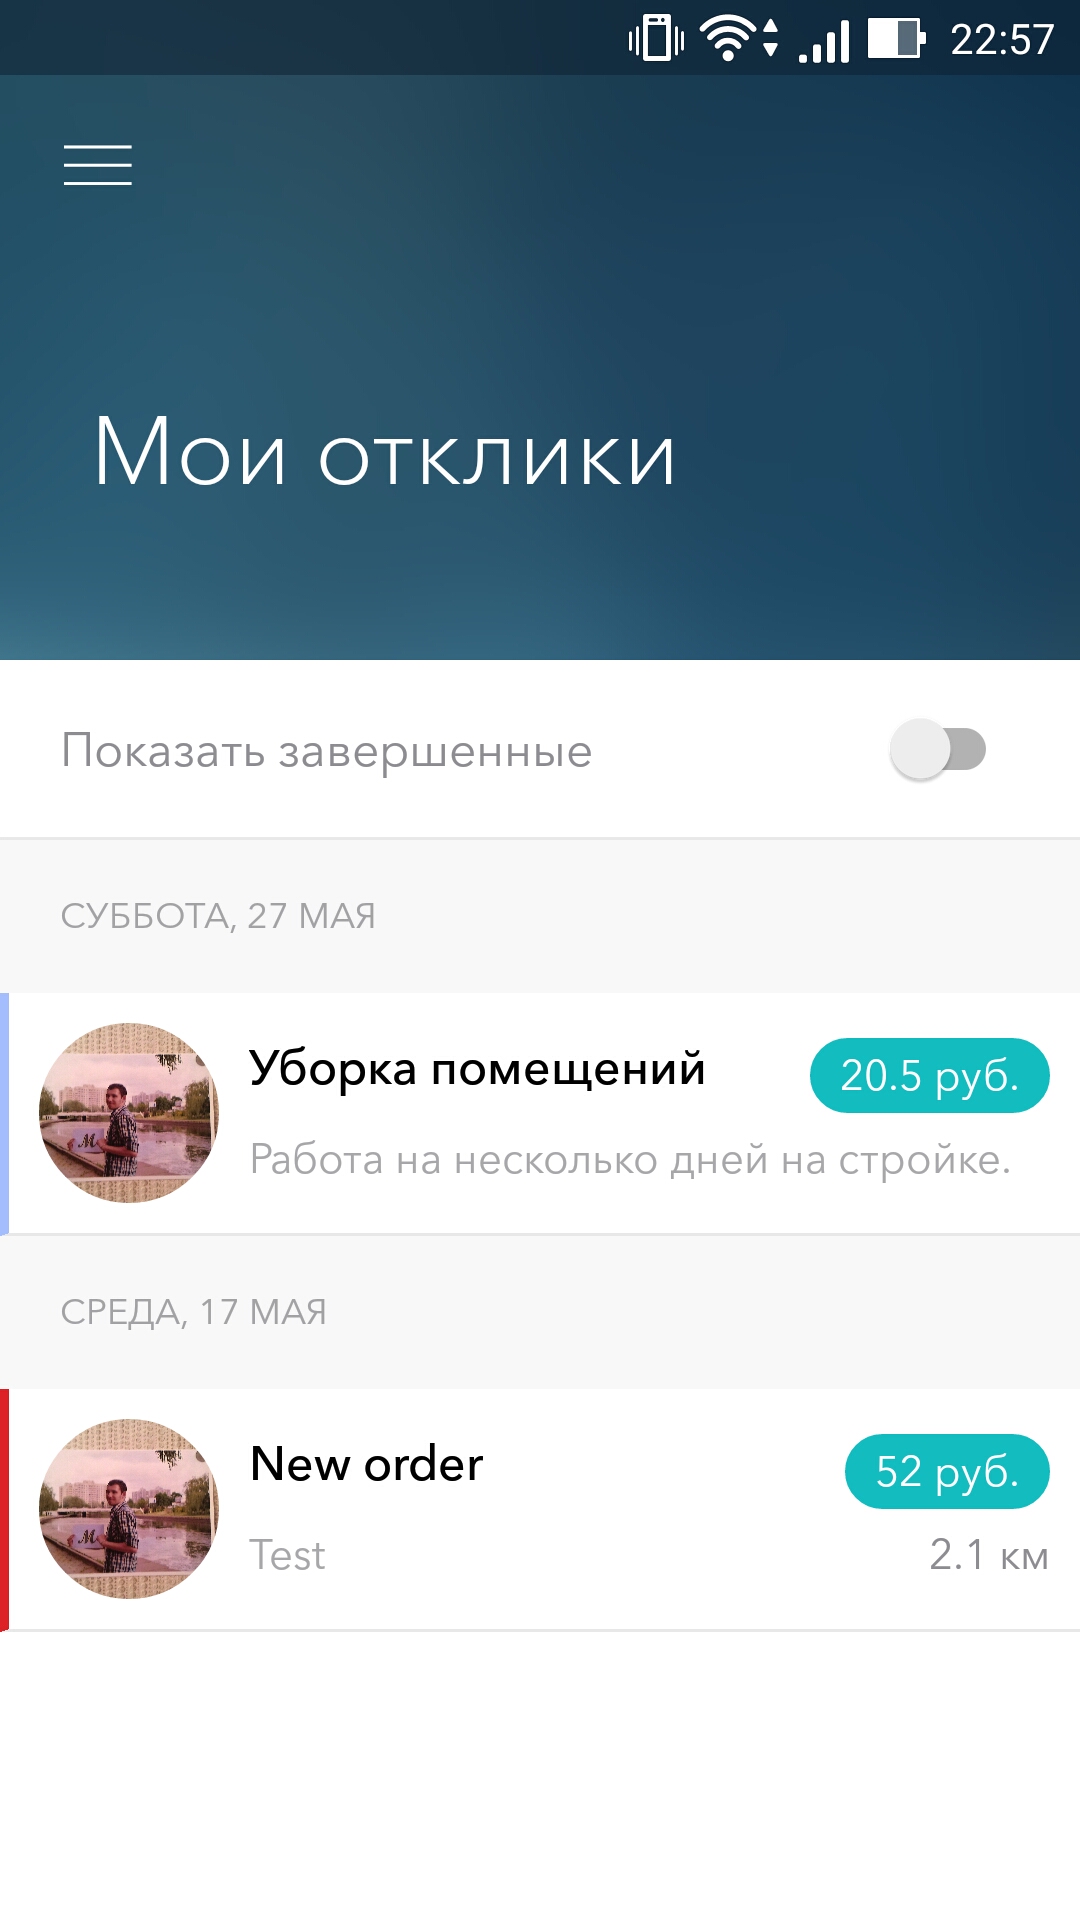 22:57
Мои отклики
Показать завершенные
СУББОТА, 27 МАЯ
Уборка помещений
20.5 руб.
Работа на несколько дней на стройке.
СРЕДА, 17 МАЯ
New order
52 руб.
Test
2.1 км